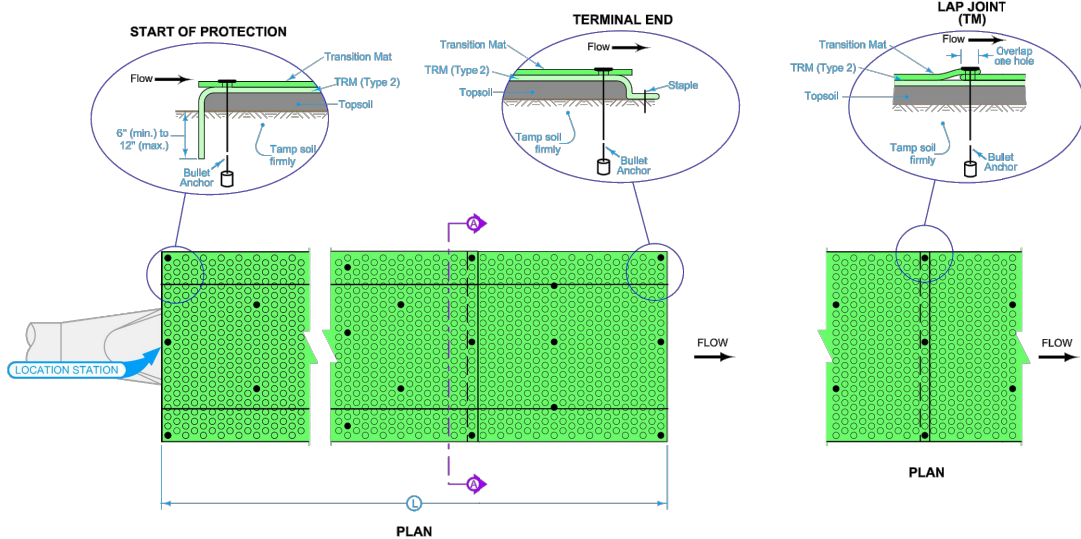 START OF PROTECTION
Flow
Transition Mat
TRM (Type 2)
Topsoil
6" (min.) to
12" (max.)
Tamp soil
firmly
Bullet
Anchor
TERMINAL END
Flow
Transition Mat
TRM (Type 2)
Topsoil
Staple
Tamp soil
firmly
Bullet
Anchor
LAP JOINT
(TM)
Flow
Transition Mat
Overlap
one hole
TRM (Type 2)
Topsoil
Tamp soil
firmly
Bullet
Anchor
A
LOCATION STATION
FLOW
FLOW
A
L
PLAN
PLAN